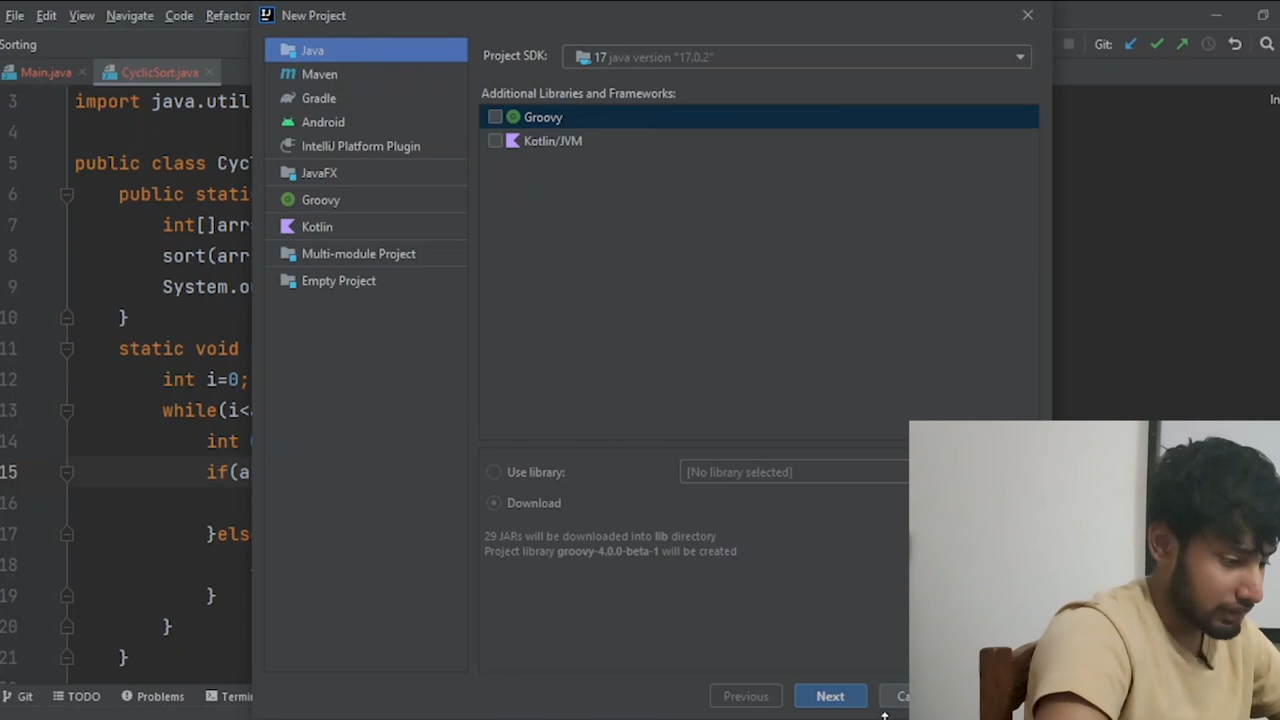 File Edit View Navigate Code Refactor
New Project
Sorting
Git:
Main.java
CyclicSort.java
Java
Maven
Gradle
Android
IntelliJ Platform Plugin
JavaFX
Groovy
Kotlin
Multi-module Project
Empty Project
Project SDK:
17 java version "17.0.2"
Additional Libraries and Frameworks:
Groovy
Kotlin/JVM
Use library:
[No library selected]
Download
29 JARs will be downloaded into lib directory
Project library groovy-4.0.0-beta-1 will be created
Previous
Next
Ca
In
3 import java.util
4
5 public class Cyc
6 public stati
7 int[]arr
8 sort(arr
9 System.o
10 }
11 static void
12 int i=0;
13 while(i<
14 int
15 if(a
16
17 }els
18
19 }
20 }
21 }
Git
TODO
Problems
Termi